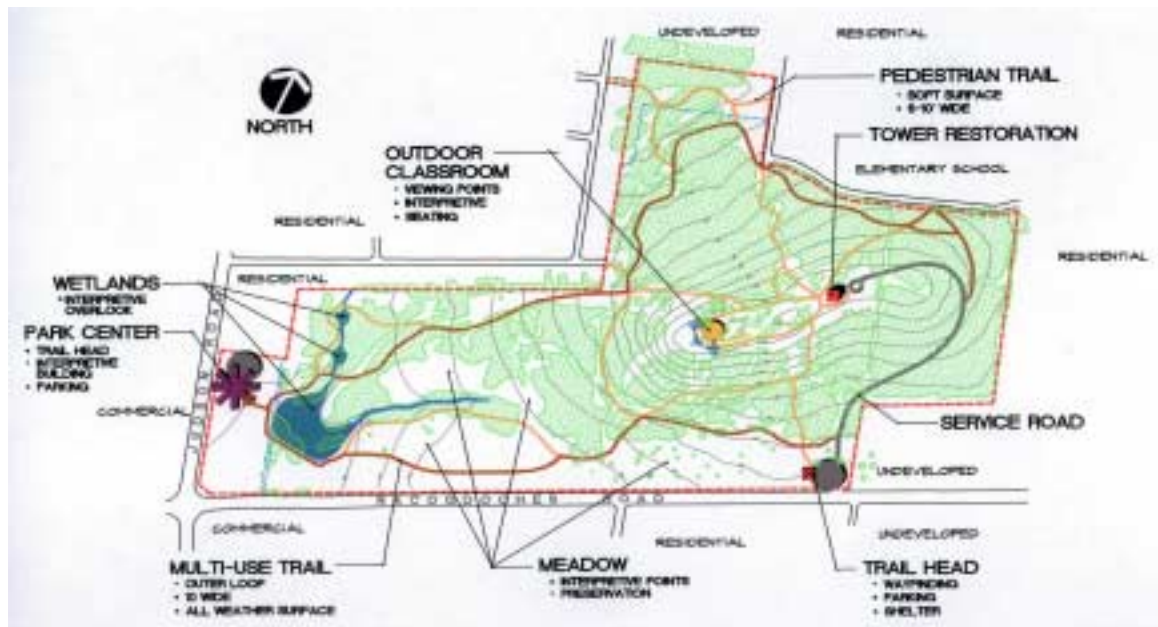 UNDEVELOPED
RESIDENTIAL
PEDESTRIAN TRAIL
• SOFT SURFACE
• 6-10' WIDE
NORTH
TOWER RESTORATION
OUTDOOR
CLASSROOM
• VIEWING POINTS
• INTERPRETIVE
• SEATING
ELEMENTARY SCHOOL
RESIDENTIAL
RESIDENTIAL
RESIDENTIAL
WETLANDS
• INTERPRETIVE
OVERLOOK
PARK CENTER
• TRAIL HEAD
• INTERPRETIVE
BUILDING
• PARKING
COMMERCIAL
ROAD
SERVICE ROAD
UNDEVELOPED
NACOGDOCHES ROAD
COMMERCIAL
RESIDENTIAL
UNDEVELOPED
MULTI-USE TRAIL
• OUTER LOOP
• 10 WIDE
• ALL WEATHER SURFACE
MEADOW
• INTERPRETIVE POINTS
• PRESERVATION
TRAIL HEAD
• WAYFINDING
• PARKING
• SHELTER